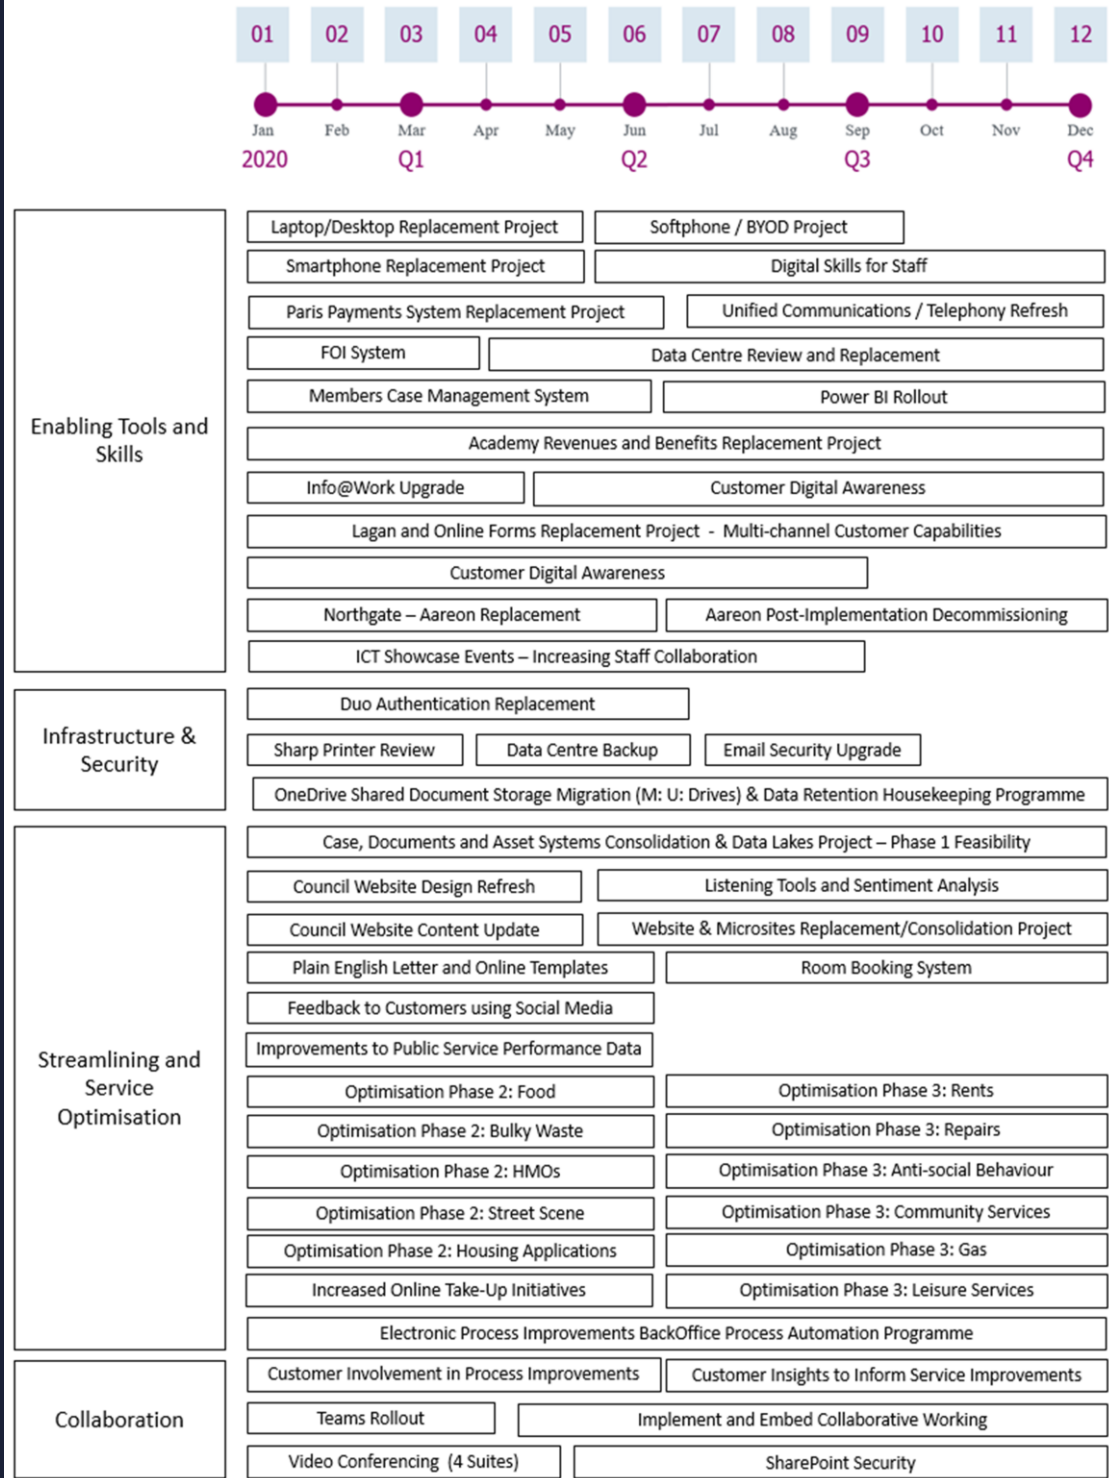 01 02 03 04 05 06 07 08 09 10 11 12
Jan Feb Mar Apr May Jun Jul Aug Sep Oct Nov Dec
2020 Q1 Q2 Q3 Q4
Enabling Tools and
Skills
Laptop/Desktop Replacement Project
Softphone / BYOD Project
Smartphone Replacement Project
Digital Skills for Staff
Paris Payments System Replacement Project
Unified Communications / Telephony Refresh
FOI System
Data Centre Review and Replacement
Members Case Management System
Power BI Rollout
Academy Revenues and Benefits Replacement Project
Info@Work Upgrade
Customer Digital Awareness
Lagan and Online Forms Replacement Project - Multi-channel Customer Capabilities
Customer Digital Awareness
Northgate – Aareon Replacement
Aareon Post-Implementation Decommissioning
ICT Showcase Events – Increasing Staff Collaboration
Infrastructure &
Security
Duo Authentication Replacement
Sharp Printer Review
Data Centre Backup
Email Security Upgrade
OneDrive Shared Document Storage Migration (M: U: Drives) & Data Retention Housekeeping Programme
Streamlining and
Service
Optimisation
Case, Documents and Asset Systems Consolidation & Data Lakes Project – Phase 1 Feasibility
Council Website Design Refresh
Listening Tools and Sentiment Analysis
Council Website Content Update
Website & Microsites Replacement/Consolidation Project
Plain English Letter and Online Templates
Room Booking System
Feedback to Customers using Social Media
Improvements to Public Service Performance Data
Optimisation Phase 2: Food
Optimisation Phase 3: Rents
Optimisation Phase 2: Bulky Waste
Optimisation Phase 3: Repairs
Optimisation Phase 2: HMOs
Optimisation Phase 3: Anti-social Behaviour
Optimisation Phase 2: Street Scene
Optimisation Phase 3: Community Services
Optimisation Phase 2: Housing Applications
Optimisation Phase 3: Gas
Increased Online Take-Up Initiatives
Optimisation Phase 3: Leisure Services
Electronic Process Improvements BackOffice Process Automation Programme
Collaboration
Customer Involvement in Process Improvements
Customer Insights to Inform Service Improvements
Teams Rollout
Implement and Embed Collaborative Working
Video Conferencing (4 Suites)
SharePoint Security